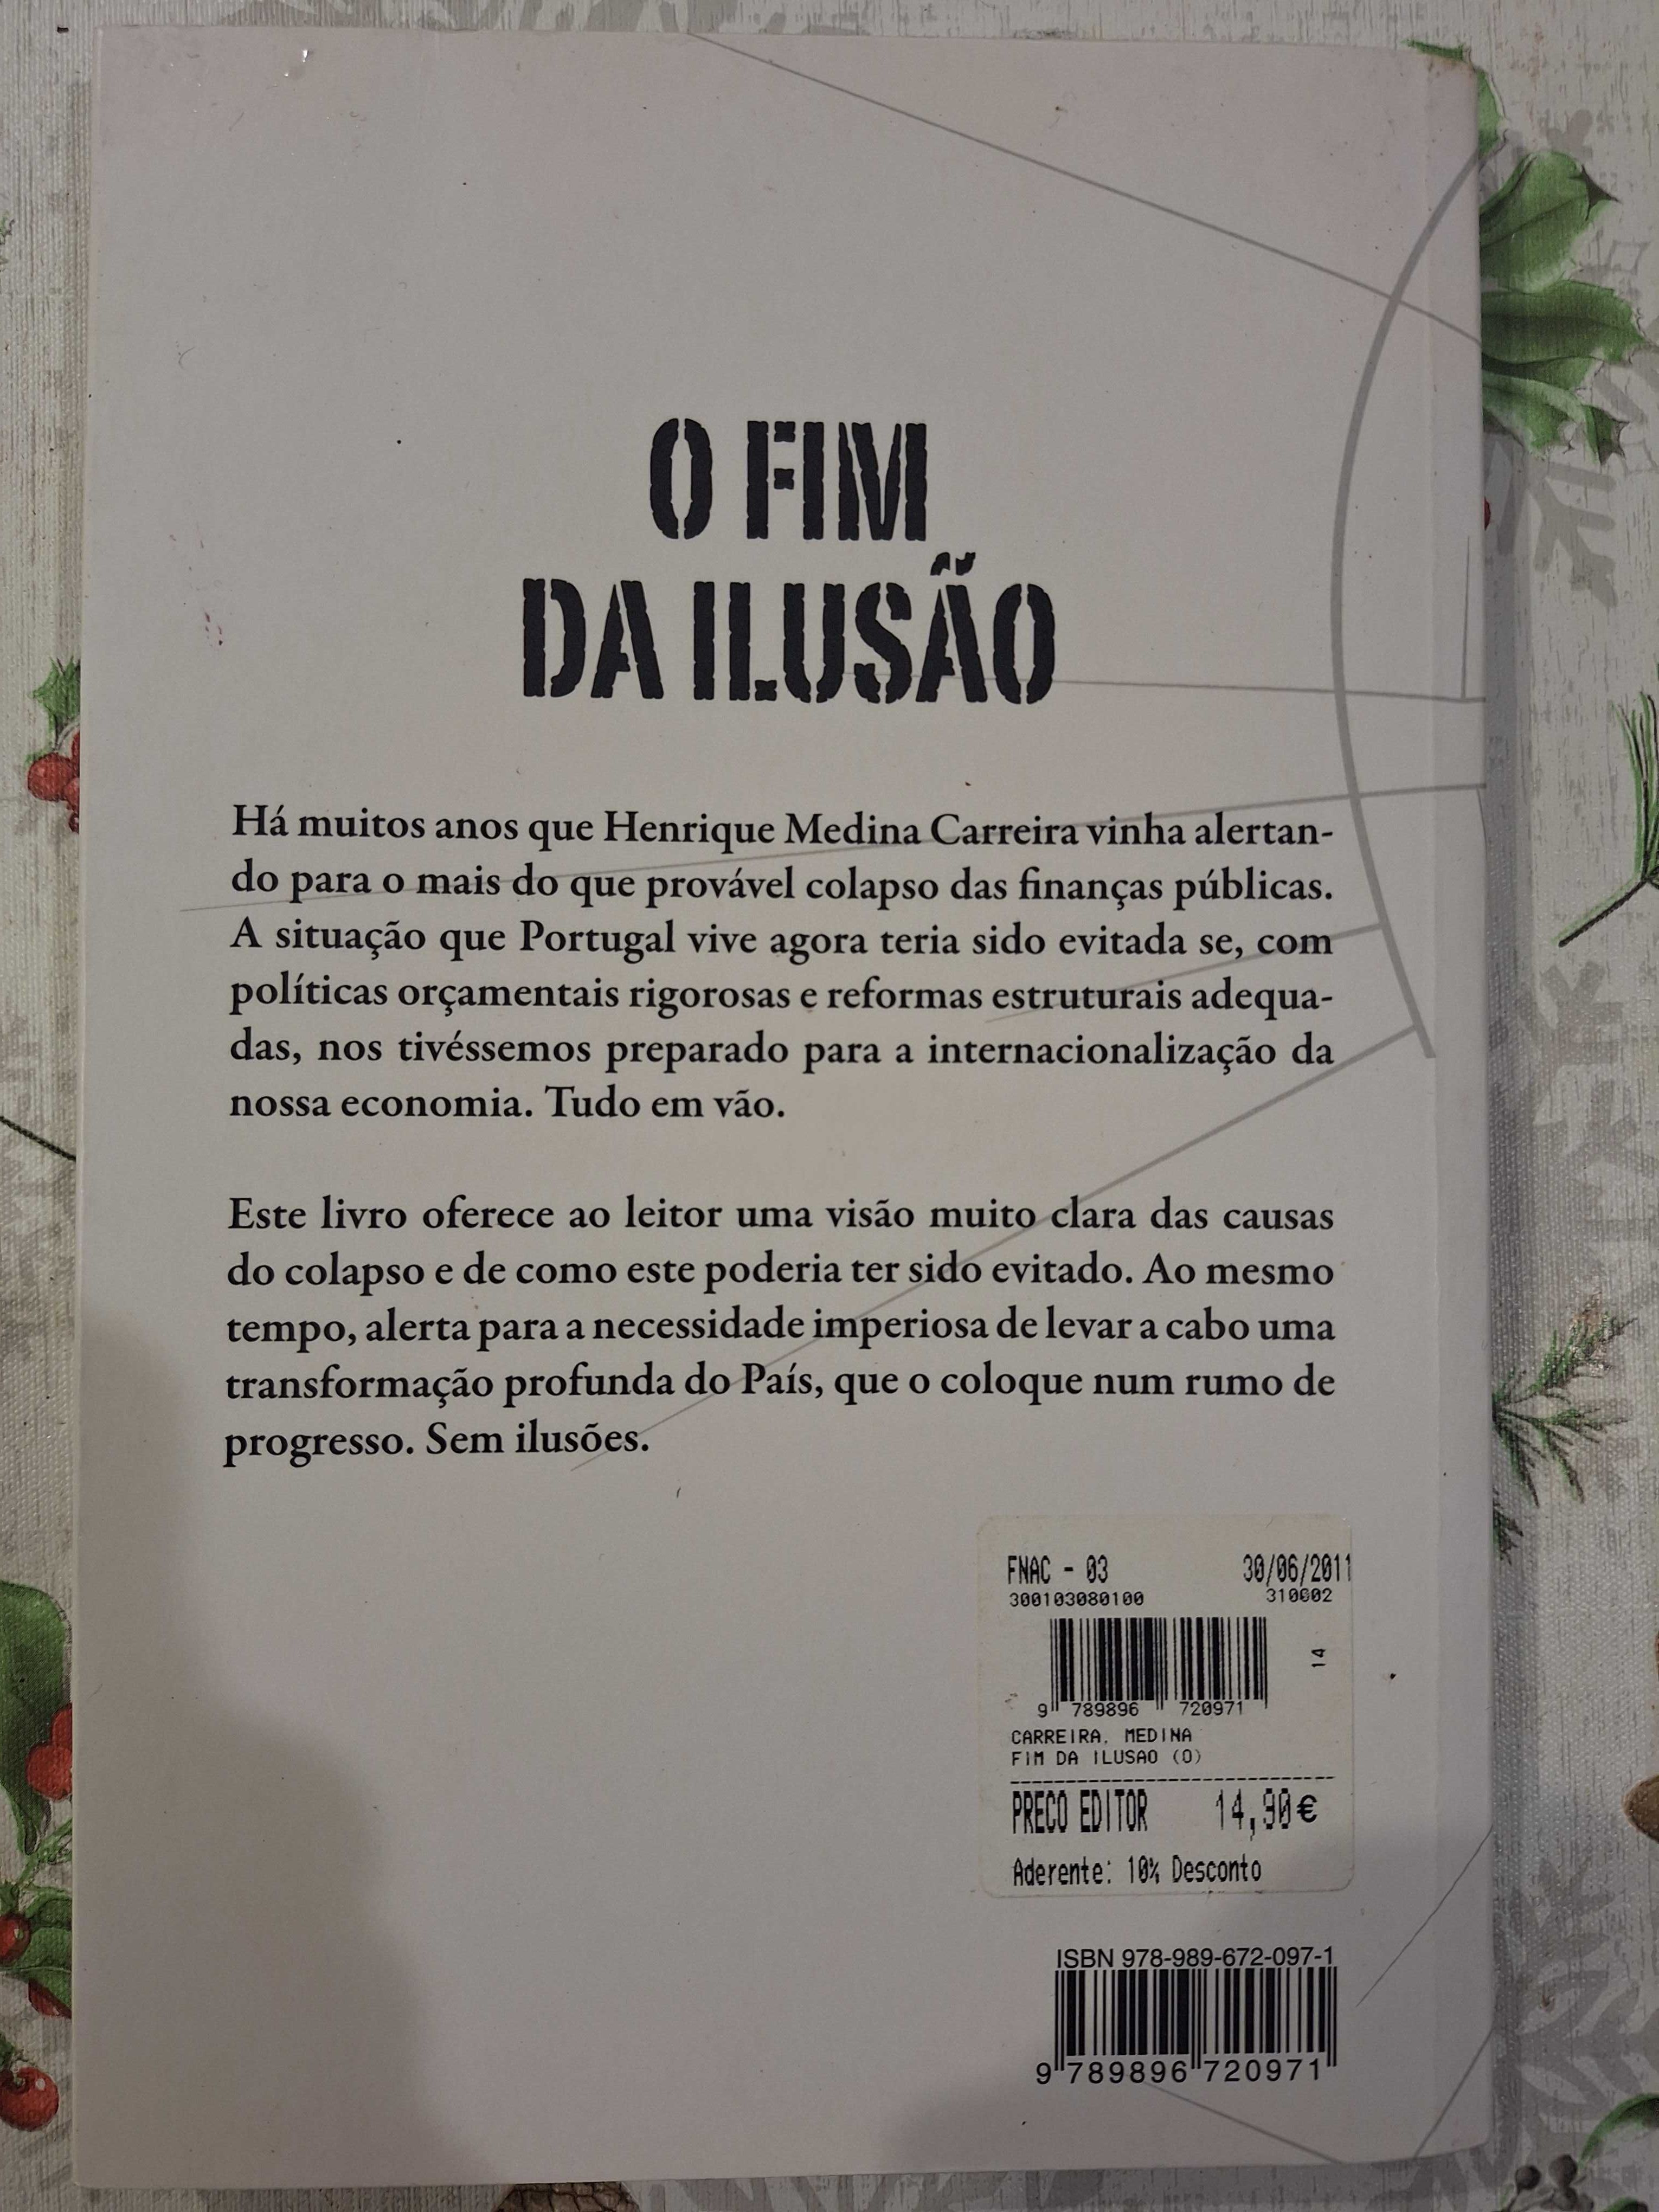 O FIM
DA ILUSÃO
Há muitos anos que Henrique Medina Carreira vinha alertan-
do para o mais do que provável colapso das finanças públicas.
A situação que Portugal vive agora teria sido evitada se, com
políticas orçamentais rigorosas e reformas estruturais adequa-
das, nos tivéssemos preparado para a internacionalização da
nossa economia. Tudo em vão.
Este livro oferece ao leitor uma visão muito clara das causas
do colapso e de como este poderia ter sido evitado. Ao mesmo
tempo, alerta para a necessidade imperiosa de levar a cabo uma
transformação profunda do País, que o coloque num rumo de
progresso. Sem ilusões.
FNAC - 03 30/06/2011
300103080100 310602
14
9 789896 720971
CARREIRA, MEDINA
FIM DA ILUSAO (O)
PRECO EDITOR 14,90€
Aderente: 10% Desconto
ISBN 978-989-672-097-1
9 789896 720971